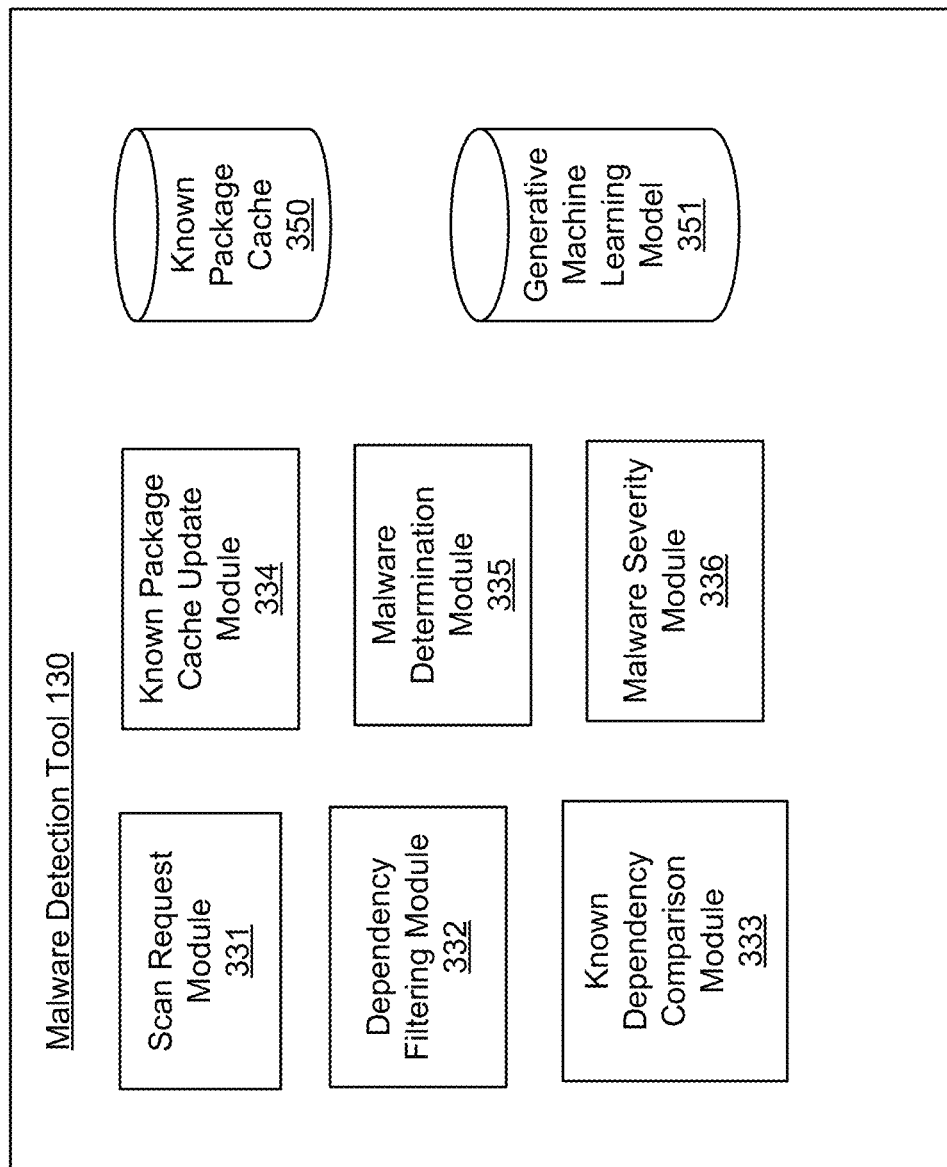 Malware Detection Tool 130
Scan Request
Module
331
Dependency
Filtering Module
332
Known
Dependency
Comparison
Module
333
Known Package
Cache Update
Module
334
Malware
Determination
Module
335
Malware Severity
Module
336
Known
Package
Cache
350
Generative
Machine
Learning
Model
351